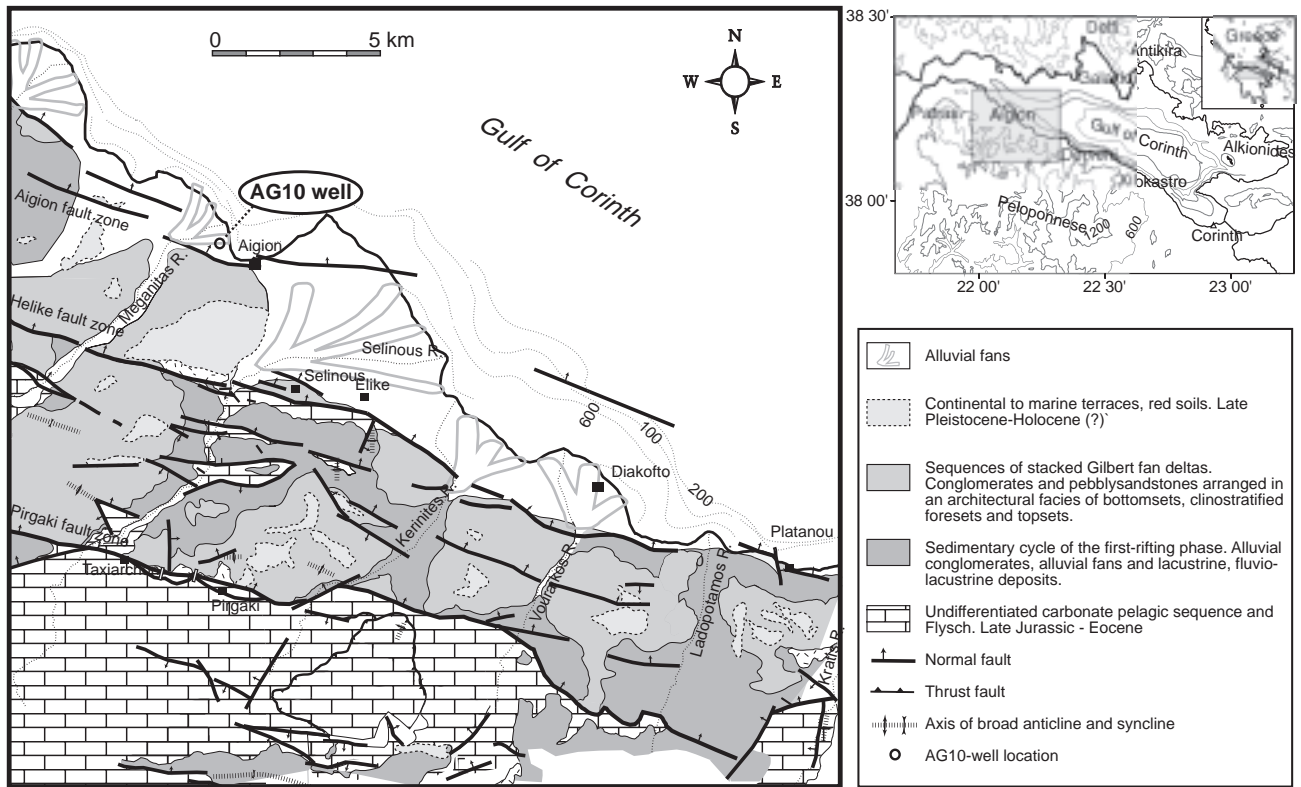 0 5 km
N
W E
S
Gulf of Corinth
AG10 well
Aigion fault zone
Aigion
Meganitas R.
Helike fault zone
Selinous R.
Selinous
Elike
600
100
200
Diakofto
Kerinites R.
Pirgaki fault zone
Platanou
Pirgaki
Vouraikos R.
Ladopotamos R.
Kratis R.
38 30'
38 00'
22 00' 22 30' 23 00'
Antikira
Greece
Patras
Aigion
Gulf of
Corinth
Alkionides
Peloponnese
1200
600
Corinth
Alluvial fans
Continental to marine terraces, red soils. Late
Pleistocene-Holocene (?)`
Sequences of stacked Gilbert fan deltas.
Conglomerates and pebblysandstones arranged in
an architectural facies of bottomsets, clinostratified
foresets and topsets.
Sedimentary cycle of the first-rifting phase. Alluvial
conglomerates, alluvial fans and lacustrine, fluvio-
lacustrine deposits.
Undifferentiated carbonate pelagic sequence and
Flysch. Late Jurassic - Eocene
Normal fault
Thrust fault
Axis of broad anticline and syncline
AG10-well location